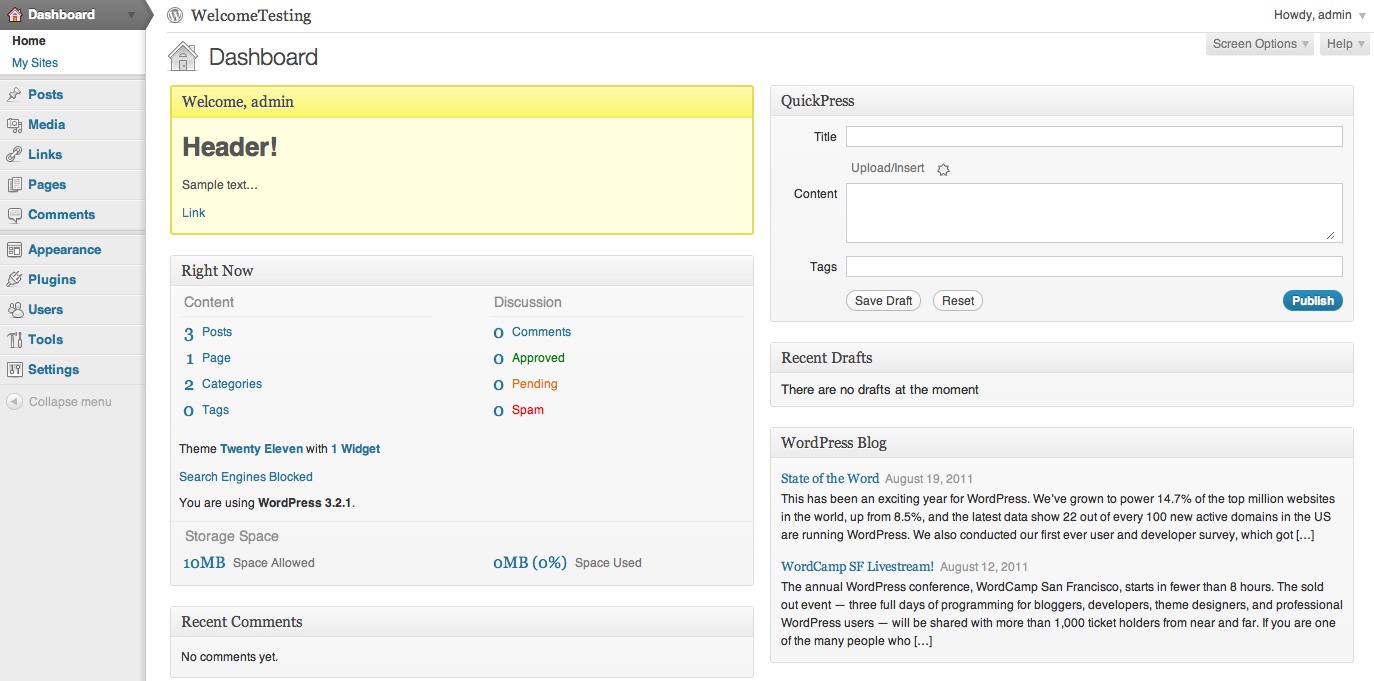 Dashboard
Home
My Sites
Posts
Media
Links
Pages
Comments
Appearance
Plugins
Users
Tools
Settings
Collapse menu
WelcomeTesting
Howdy, admin
Screen Options
Help
Dashboard
Welcome, admin
Header!
Sample text...
Link
Right Now
Content
3 Posts
1 Page
2 Categories
0 Tags
Discussion
0 Comments
0 Approved
0 Pending
0 Spam
Theme Twenty Eleven with 1 Widget
Search Engines Blocked
You are using WordPress 3.2.1.
Storage Space
10MB Space Allowed
0MB (0%) Space Used
Recent Comments
No comments yet.
QuickPress
Title
Upload/Insert
Content
Tags
Save Draft
Reset
Publish
Recent Drafts
There are no drafts at the moment
WordPress Blog
State of the Word August 19, 2011
This has been an exciting year for WordPress. We've grown to power 14.7% of the top million websites
in the world, up from 8.5%, and the latest data show 22 out of every 100 new active domains in the US
are running WordPress. We also conducted our first ever user and developer survey, which got [...]
WordCamp SF Livestream! August 12, 2011
The annual WordPress conference, WordCamp San Francisco, starts in fewer than 8 hours. The sold
out event — three full days of programming for bloggers, developers, theme designers, and professional
WordPress users — will be shared with more than 1,000 ticket holders from near and far. If you are one
of the many people who [...]